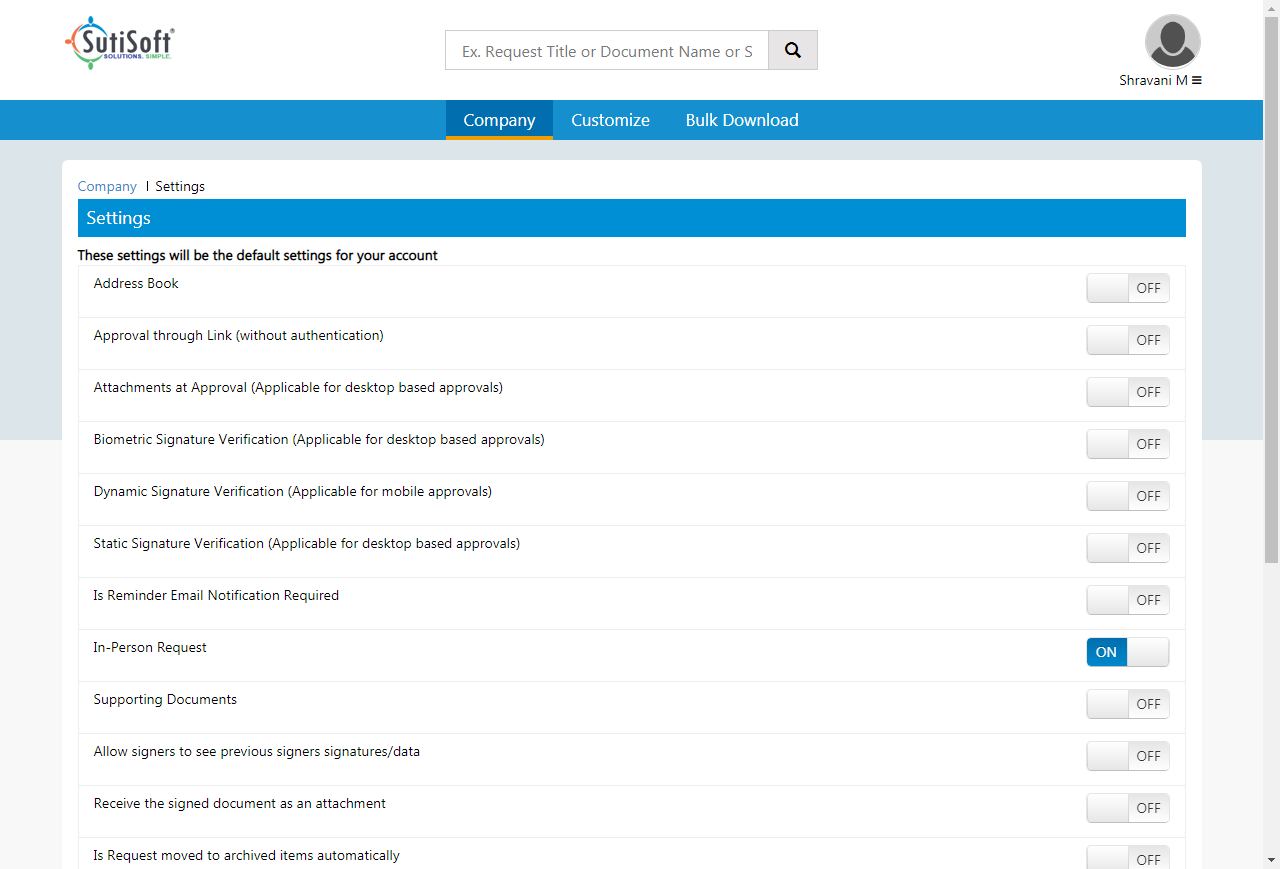 SutiSoft®
SOLUTIONS. SIMPLE.
Ex. Request Title or Document Name or S
Shravani M
Company
Customize
Bulk Download
Company | Settings
Settings
These settings will be the default settings for your account
Address Book OFF
Approval through Link (without authentication) OFF
Attachments at Approval (Applicable for desktop based approvals) OFF
Biometric Signature Verification (Applicable for desktop based approvals) OFF
Dynamic Signature Verification (Applicable for mobile approvals) OFF
Static Signature Verification (Applicable for desktop based approvals) OFF
Is Reminder Email Notification Required OFF
In-Person Request ON
Supporting Documents OFF
Allow signers to see previous signers signatures/data OFF
Receive the signed document as an attachment OFF
Is Request moved to archived items automatically OFF